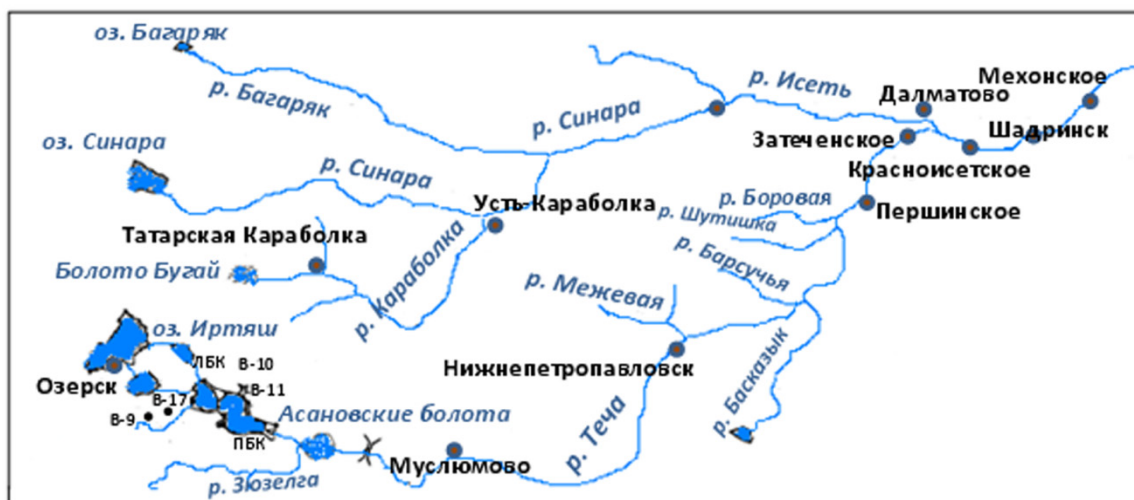 оз. Багаряк
р. Багаряк
р. Исеть
Мехонское
Далматово
р. Синара
Затеченское
Шадринск
оз. Синара
Красноисетское
р. Синара
Усть-Караболка
р. Боровая
Першинское
р. Шутишка
Татарская Караболка
р. Караболка
р. Барсучья
Болото Бугай
р. Межевая
оз. Иртяш
ЛБК
В-10
Нижнепетропавловск
р. Басказык
Озерск
В-17
В-11
В-9
Асановские болота
ПБК
р. Теча
Муслюмово
р. Зюзелга